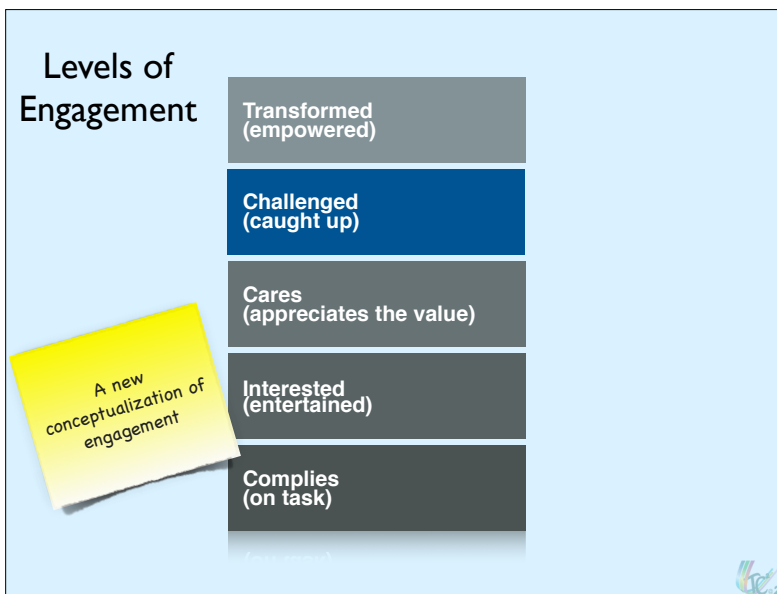 Levels of
Engagement
Transformed
(empowered)
Challenged
(caught up)
Cares
(appreciates the value)
A new
conceptualization of
engagement
Interested
(entertained)
Complies
(on task)